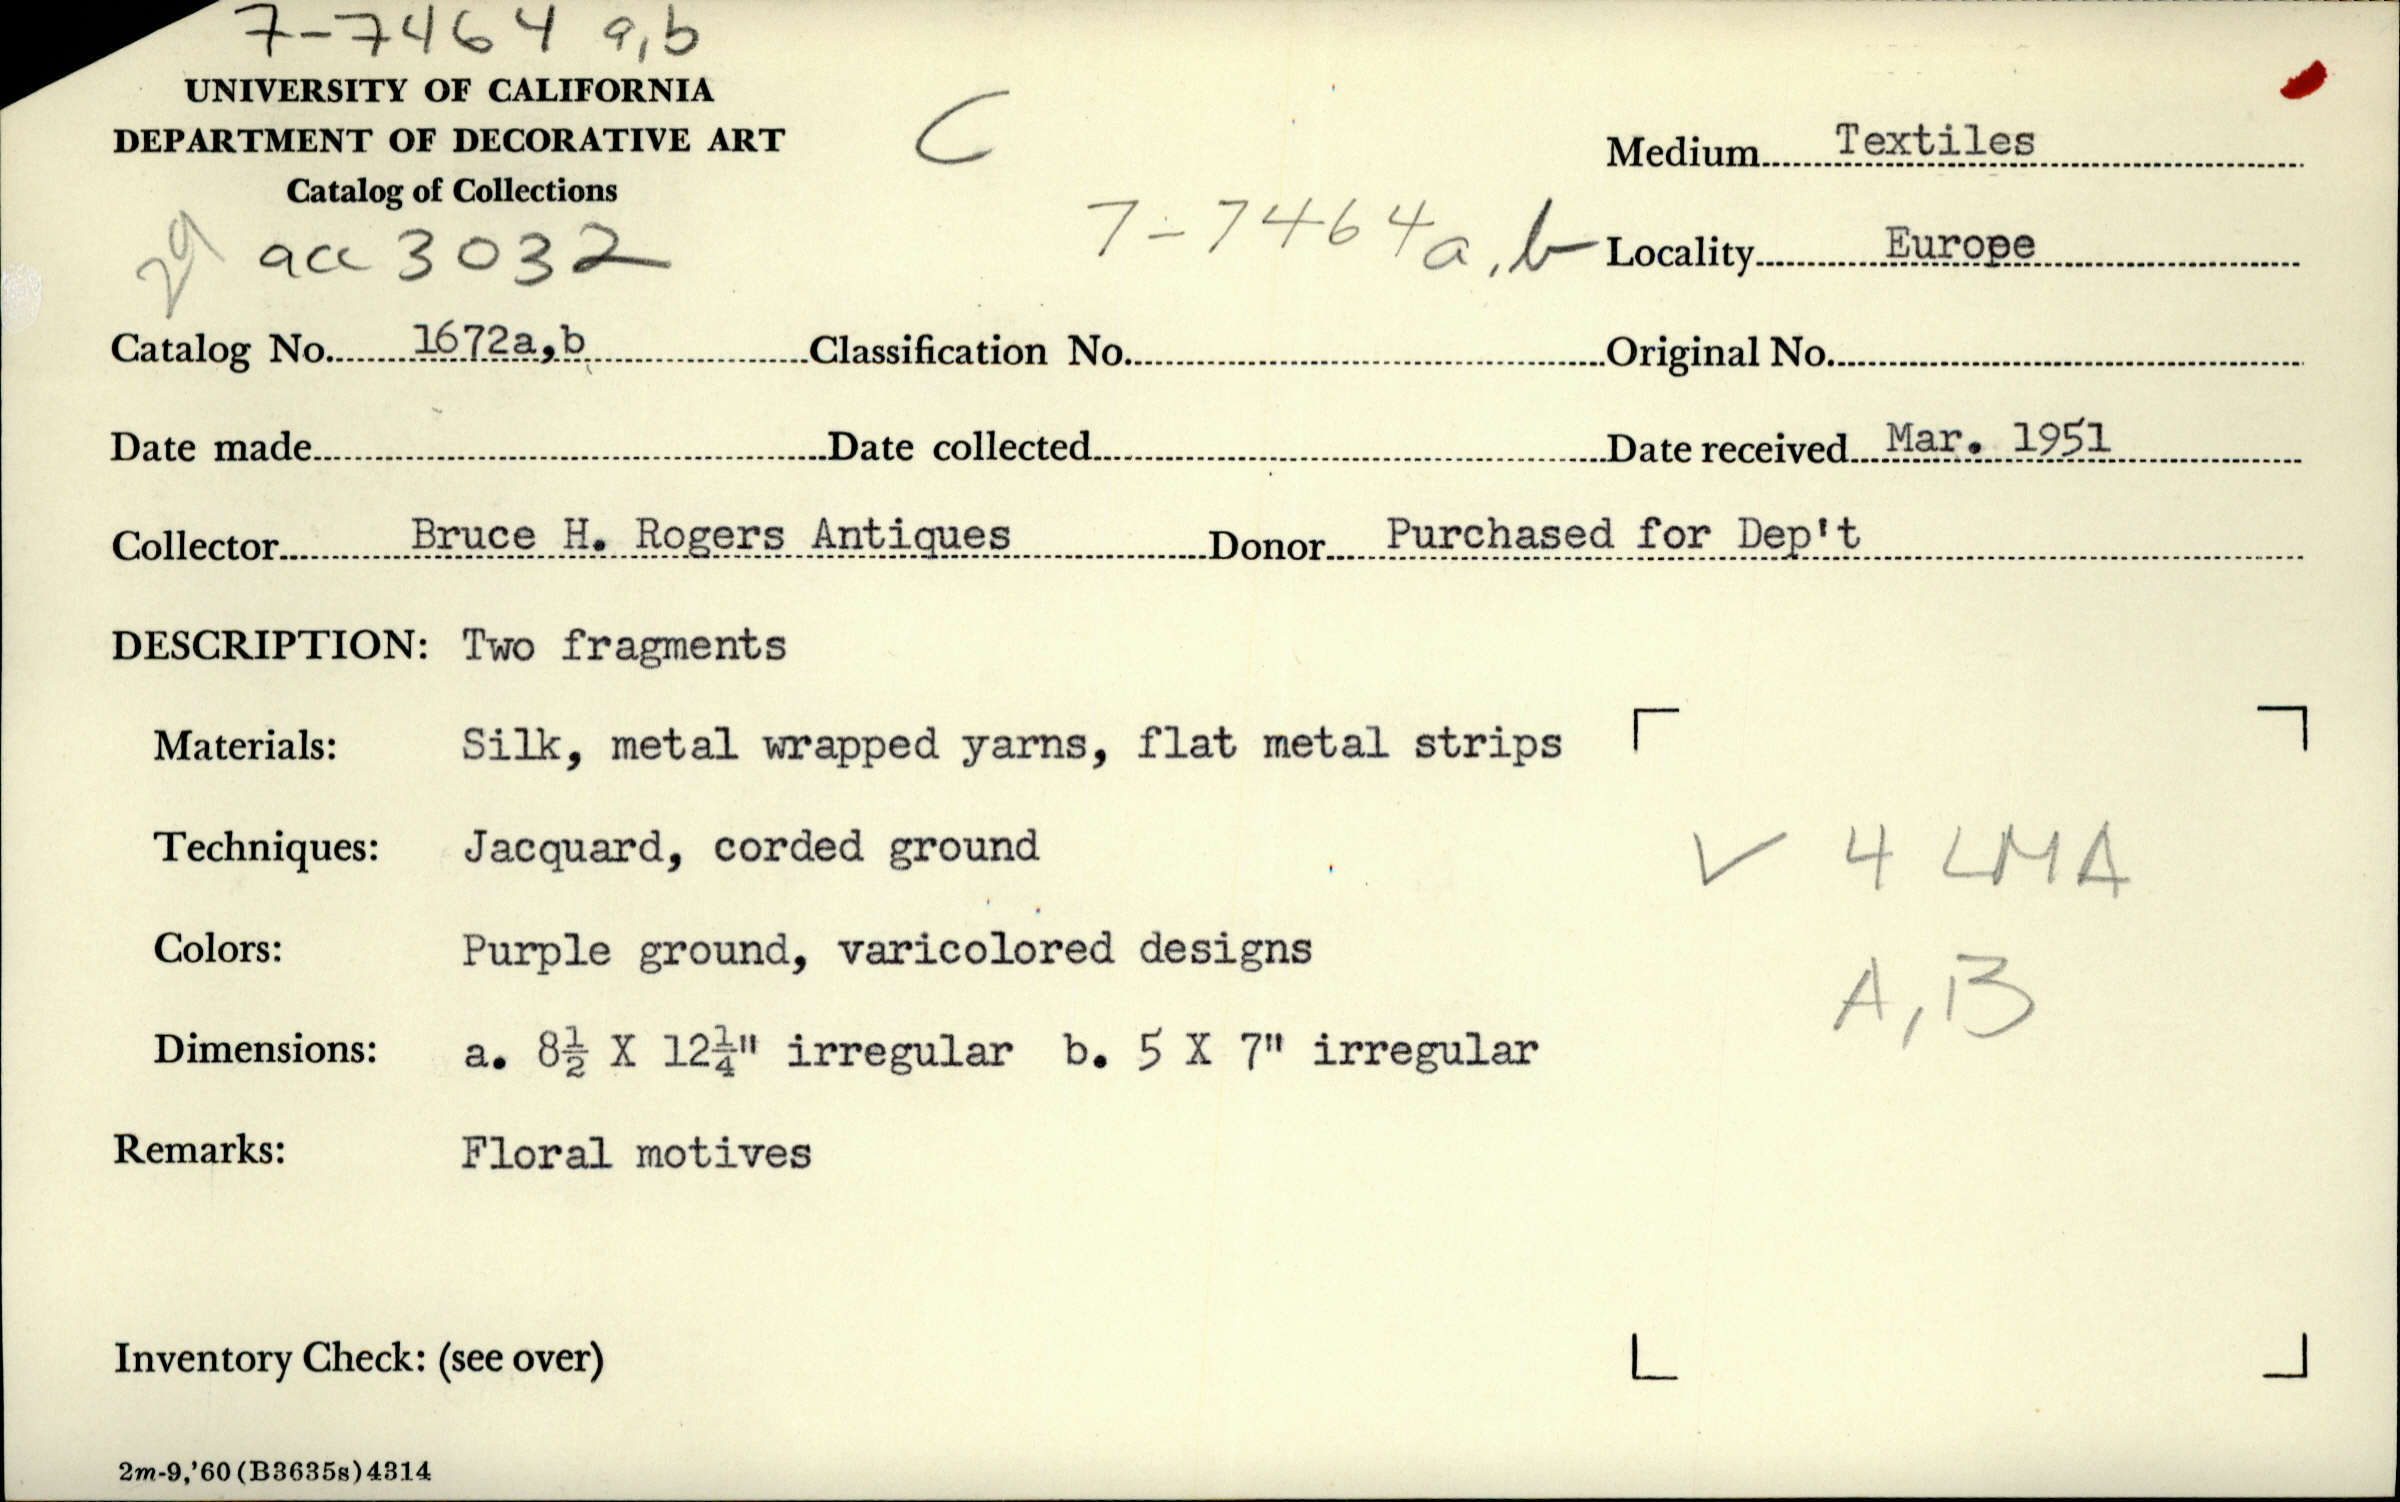 7-7464 a,b
UNIVERSITY OF CALIFORNIA
DEPARTMENT OF DECORATIVE ART
Catalog of Collections
C
Medium Textiles
29 acc 3032
7-7464a,b
Locality Europe
Catalog No. 1672a,b Classification No. Original No.
Date made Date collected Date received Mar. 1951
Collector Bruce H. Rogers Antiques Donor Purchased for Dep't
DESCRIPTION: Two fragments
Materials: Silk, metal wrapped yarns, flat metal strips
Techniques: Jacquard, corded ground
✓ 4 LMA
Colors: Purple ground, varicolored designs
A,B
Dimensions: a. 8½ X 12¼" irregular b. 5 X 7" irregular
Remarks: Floral motives
Inventory Check: (see over)
2m-9,'60(B3635s)4314